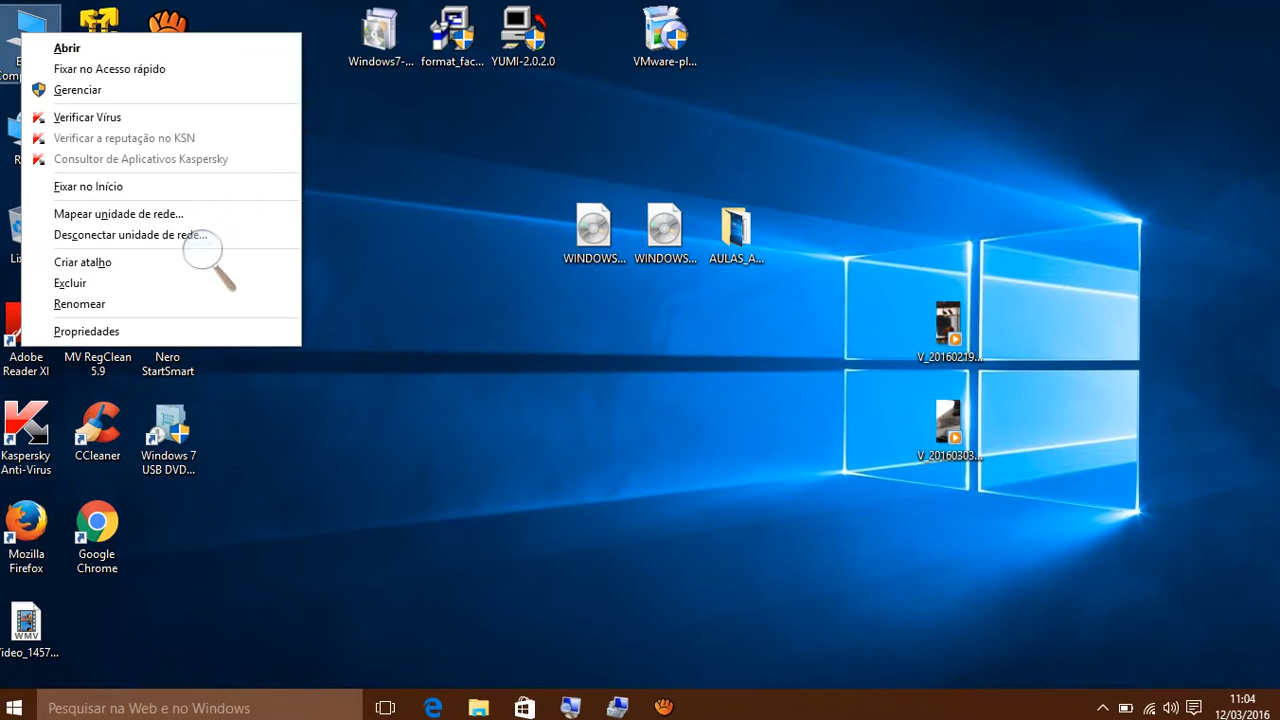 Abrir
Fixar no Acesso rápido
Gerenciar
Verificar Vírus
Verificar a reputação no KSN
Consultor de Aplicativos Kaspersky
Fixar no Início
Mapear unidade de rede...
Desconectar unidade de rede...
Criar atalho
Excluir
Renomear
Propriedades
Windows7-...
format_fac...
YUMI-2.0.2.0
VMware-pl...
WINDOWS...
WINDOWS...
AULAS_A...
V_20160219...
V_20160303...
Adobe
Reader XI
MV RegClean
5.9
Nero
StartSmart
Kaspersky
Anti-Virus
CCleaner
Windows 7
USB DVD...
Mozilla
Firefox
Google
Chrome
WMV
ideo_1457...
Pesquisar na Web e no Windows
11:04
12/03/2016